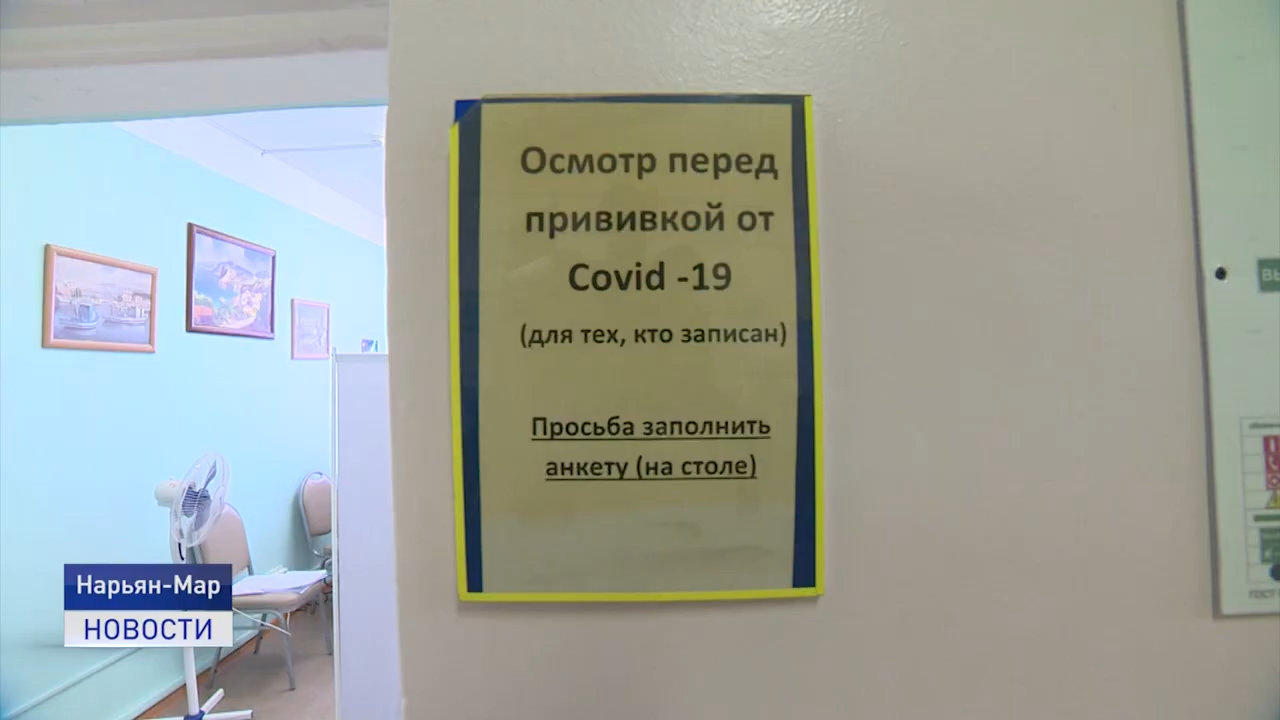 Осмотр перед
прививкой от
Covid -19
(для тех, кто записан)
Просьба заполнить
анкету (на столе)
Нарьян-Мар
НОВОСТИ